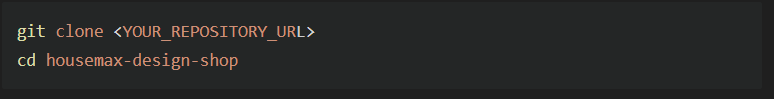 git clone <YOUR_REPOSITORY_URL>
cd housemax-design-shop